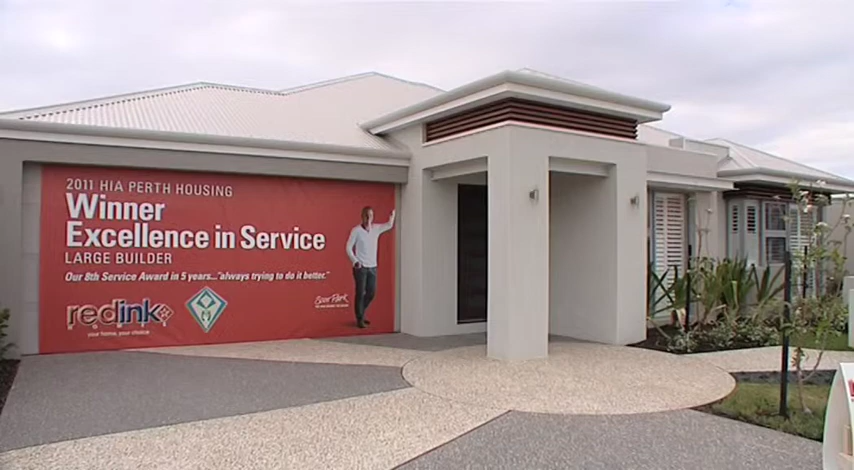 2011 HIA PERTH HOUSING
Winner
Excellence in Service
LARGE BUILDER
Our 8th Service Award in 5 years..."always trying to do it better."
redink
HOMES
your home, your choice